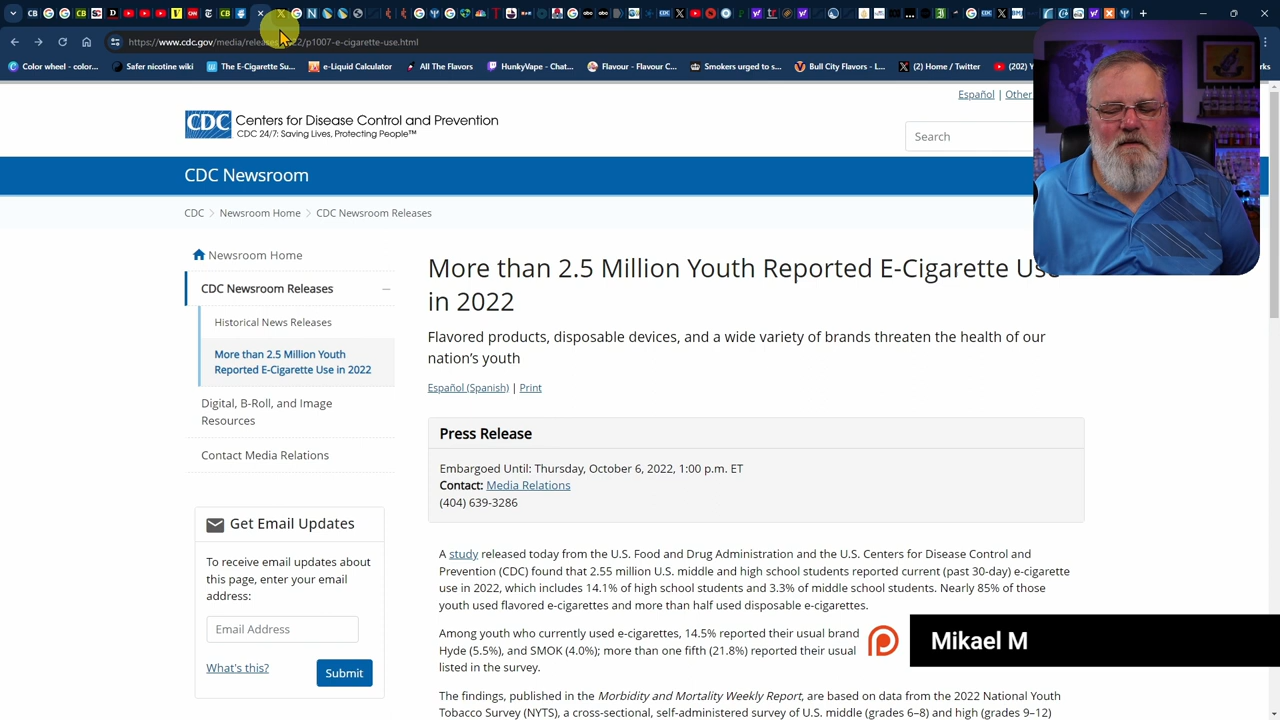 https://www.cdc.gov/media/releases/2022/p1007-e-cigarette-use.html
Color wheel - color...
Safer nicotine wiki
The E-Cigarette Su...
e-Liquid Calculator
All The Flavors
HunkyVape - Chat...
Flavour - Flavour C...
Smokers urged to s...
Bull City Flavors – L...
(2) Home / Twitter
Español | Other
CDC Centers for Disease Control and Prevention
CDC 24/7: Saving Lives, Protecting People™
Search
CDC Newsroom
CDC > Newsroom Home > CDC Newsroom Releases
Newsroom Home
CDC Newsroom Releases
Historical News Releases
More than 2.5 Million Youth
Reported E-Cigarette Use in 2022
Digital, B-Roll, and Image
Resources
Contact Media Relations
Get Email Updates
To receive email updates about
this page, enter your email
address:
Email Address
What's this?
Submit
More than 2.5 Million Youth Reported E-Cigarette Use
in 2022
Flavored products, disposable devices, and a wide variety of brands threaten the health of our
nation's youth
Español (Spanish) | Print
Press Release
Embargoed Until: Thursday, October 6, 2022, 1:00 p.m. ET
Contact: Media Relations
(404) 639-3286
A study released today from the U.S. Food and Drug Administration and the U.S. Centers for Disease Control and
Prevention (CDC) found that 2.55 million U.S. middle and high school students reported current (past 30-day) e-cigarette
use in 2022, which includes 14.1% of high school students and 3.3% of middle school students. Nearly 85% of those
youth used flavored e-cigarettes and more than half used disposable e-cigarettes.
Among youth who currently used e-cigarettes, 14.5% reported their usual brand
Hyde (5.5%), and SMOK (4.0%); more than one fifth (21.8%) reported their usual
listed in the survey.
The findings, published in the Morbidity and Mortality Weekly Report, are based on data from the 2022 National Youth
Tobacco Survey (NYTS), a cross-sectional, self-administered survey of U.S. middle (grades 6–8) and high (grades 9–12)
Mikael M